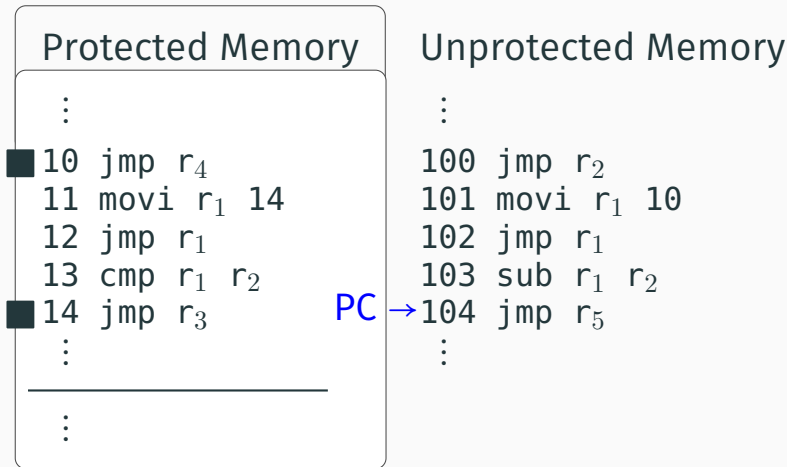 Protected Memory
⋮
10 jmp r₄
11 movi r₁ 14
12 jmp r₁
13 cmp r₁ r₂
14 jmp r₃
⋮
⋮
Unprotected Memory
⋮
100 jmp r₂
101 movi r₁ 10
102 jmp r₁
103 sub r₁ r₂
PC → 104 jmp r₅
⋮